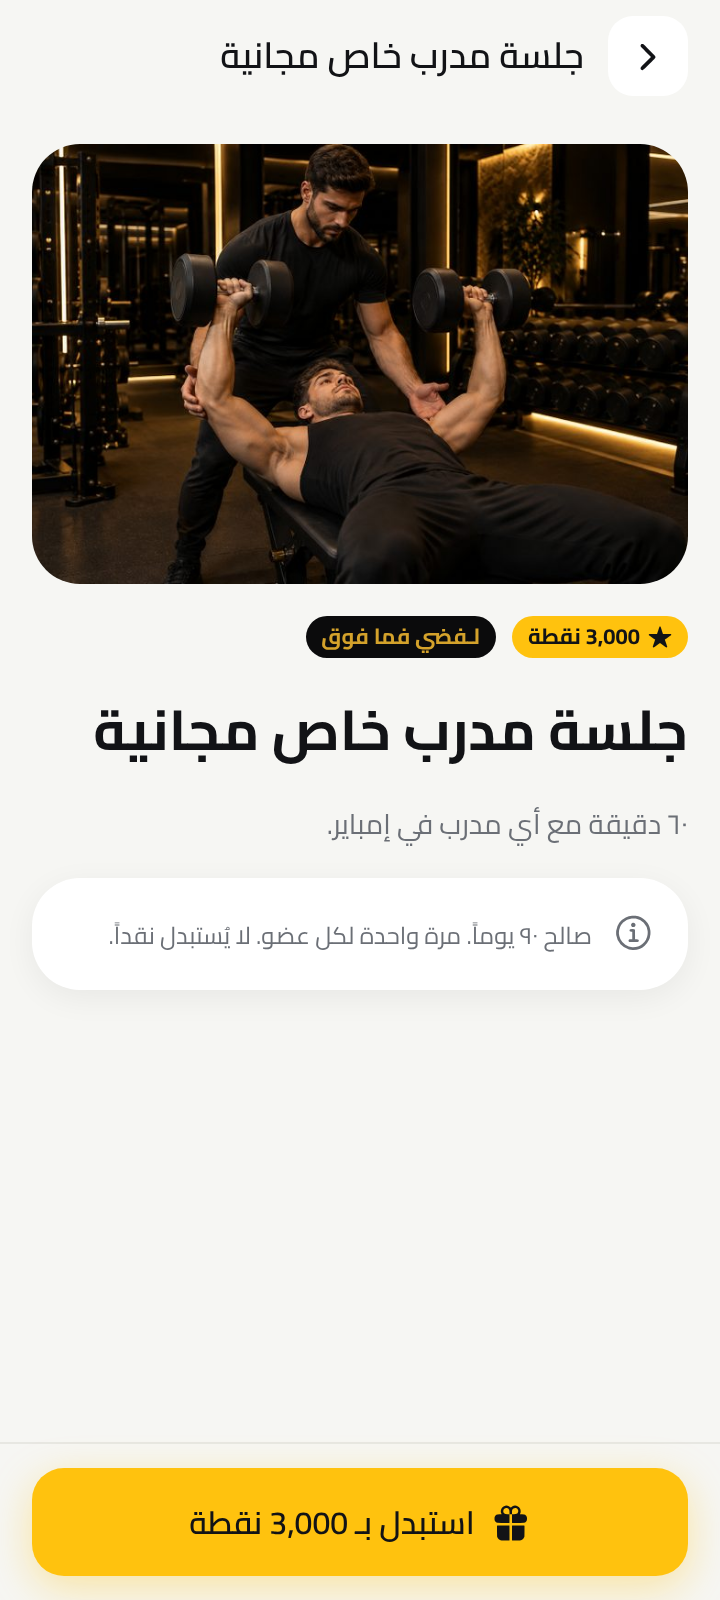 جلسة مدرب خاص مجانية
3,000 نقطة
لـفضي فما فوق
جلسة مدرب خاص مجانية
٦٠ دقيقة مع أي مدرب في إمباير.
صالح ٩٠ يوماً. مرة واحدة لكل عضو. لا يُستبدل نقداً.
استبدل بـ 3,000 نقطة